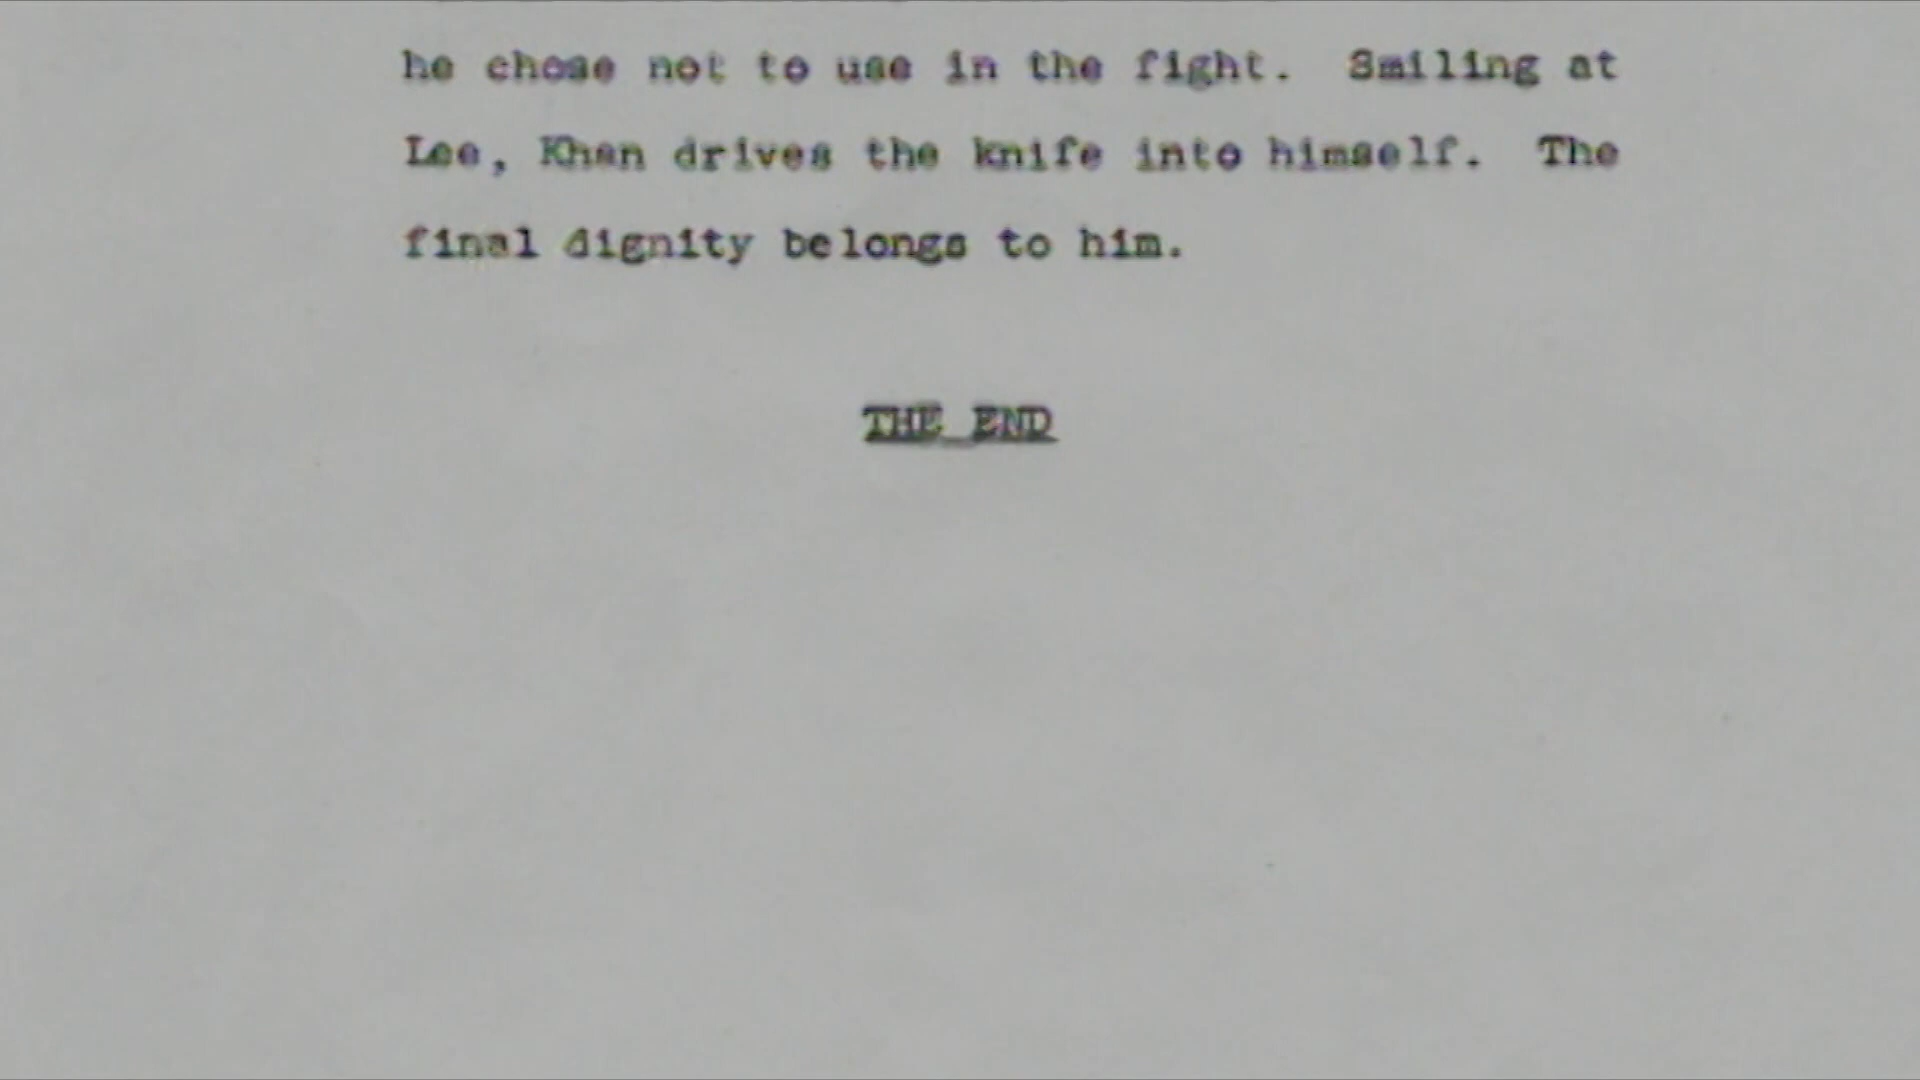 he chose not to use in the fight. Smiling at
Lee, Khan drives the knife into himself. The
final dignity belongs to him.
THE END